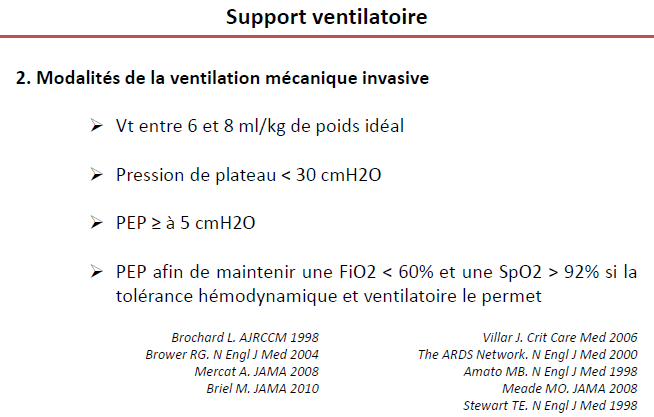 Support ventilatoire
2. Modalités de la ventilation mécanique invasive
➢ Vt entre 6 et 8 ml/kg de poids idéal
➢ Pression de plateau < 30 cmH2O
➢ PEP ≥ à 5 cmH2O
➢ PEP afin de maintenir une FiO2 < 60% et une SpO2 > 92% si la
tolérance hémodynamique et ventilatoire le permet
Brochard L. AJRCCM 1998
Brower RG. N Engl J Med 2004
Mercat A. JAMA 2008
Briel M. JAMA 2010
Villar J. Crit Care Med 2006
The ARDS Network. N Engl J Med 2000
Amato MB. N Engl J Med 1998
Meade MO. JAMA 2008
Stewart TE. N Engl J Med 1998